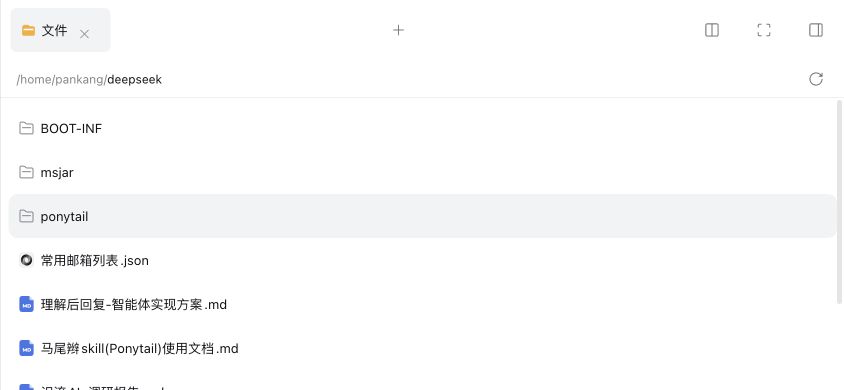 文件
/home/pankang/deepseek
BOOT-INF
msjar
ponytail
常用邮箱列表.json
理解后回复-智能体实现方案.md
马尾辫skill(Ponytail)使用文档.md